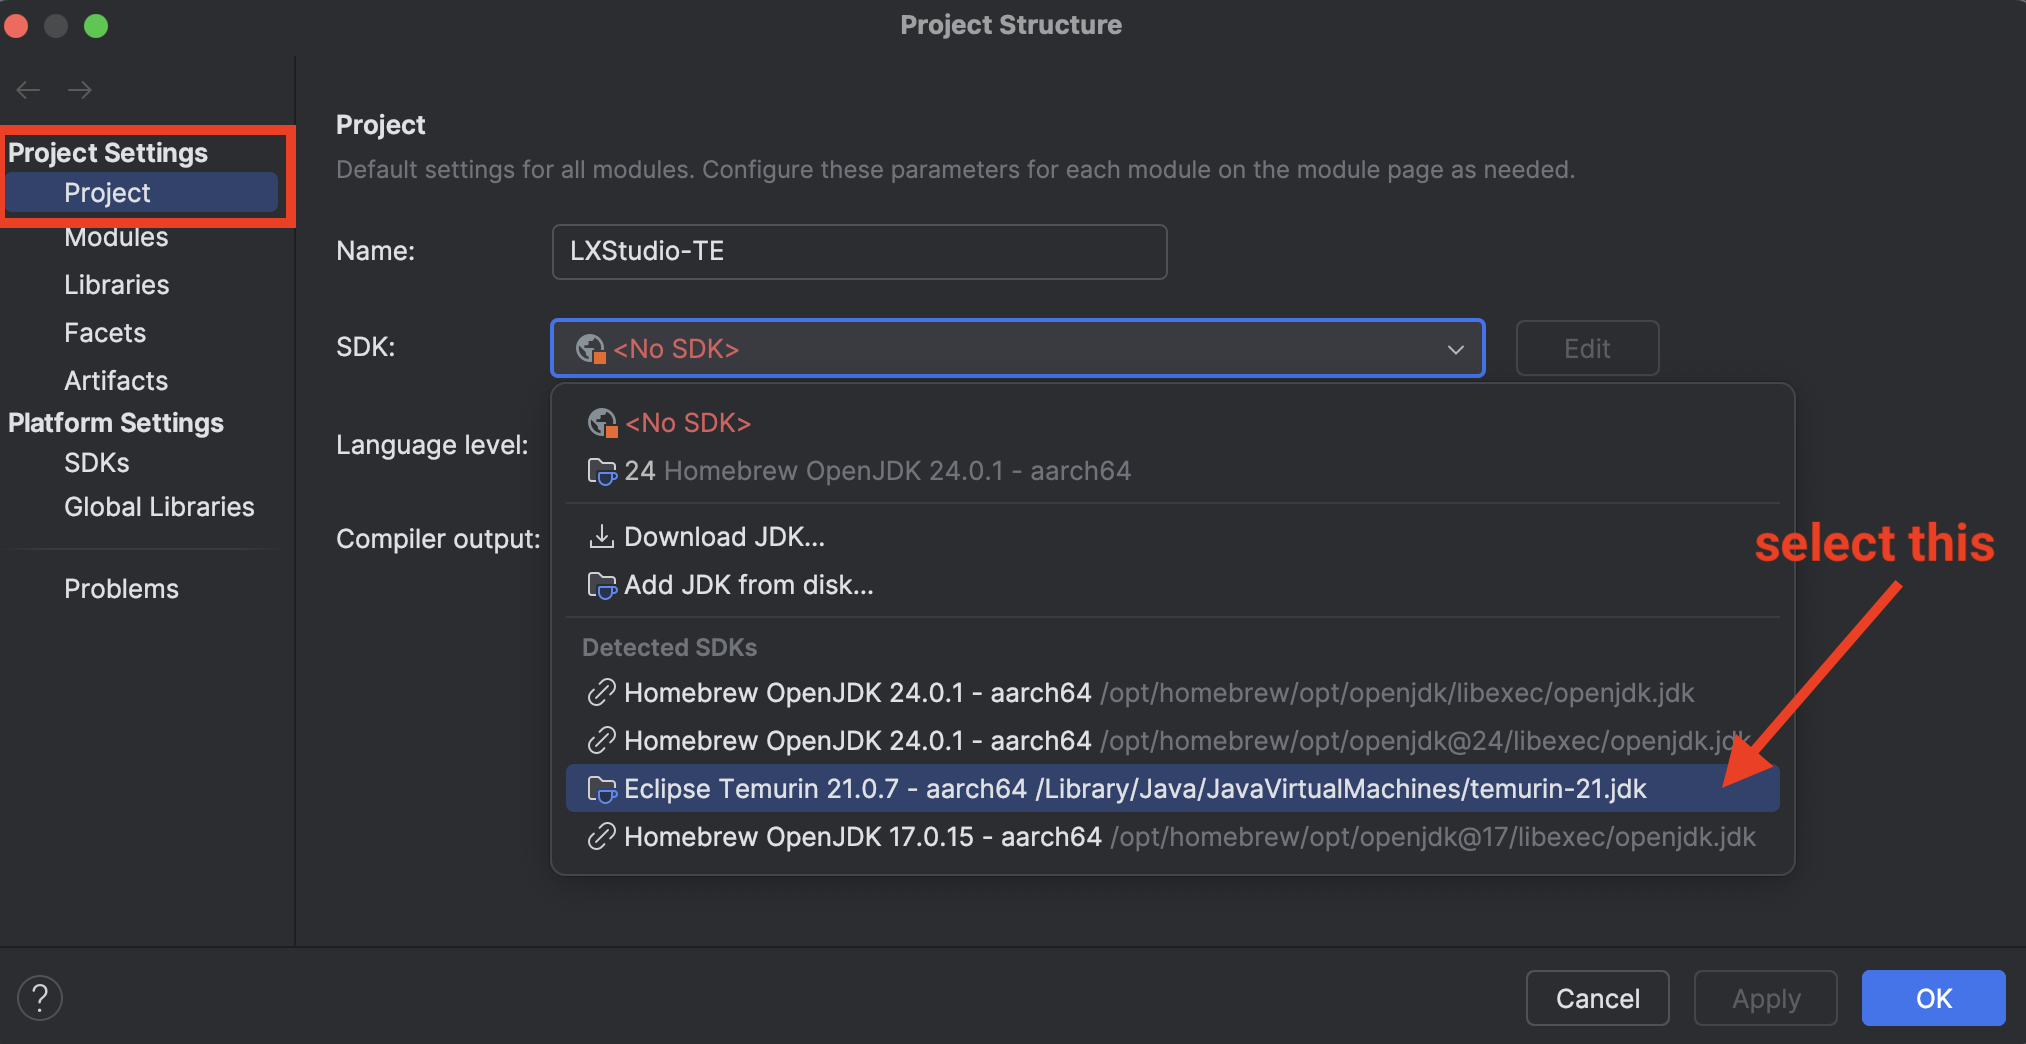 Project Structure
Project Settings
Project
Modules
Libraries
Facets
Artifacts
Platform Settings
SDKs
Global Libraries
Problems
Project
Default settings for all modules. Configure these parameters for each module on the module page as needed.
Name:
LXStudio-TE
SDK:
<No SDK>
Edit
Language level:
Compiler output:
<No SDK>
24 Homebrew OpenJDK 24.0.1 - aarch64
Download JDK...
Add JDK from disk...
Detected SDKs
Homebrew OpenJDK 24.0.1 - aarch64 /opt/homebrew/opt/openjdk/libexec/openjdk.jdk
Homebrew OpenJDK 24.0.1 - aarch64 /opt/homebrew/opt/openjdk@24/libexec/openjdk.jdk
Eclipse Temurin 21.0.7 - aarch64 /Library/Java/JavaVirtualMachines/temurin-21.jdk
Homebrew OpenJDK 17.0.15 - aarch64 /opt/homebrew/opt/openjdk@17/libexec/openjdk.jdk
select this
?
Cancel
Apply
OK